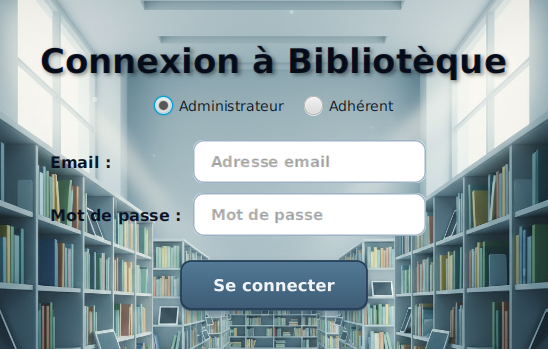 Connexion à Bibliotèque
Administrateur Adhérent
Email : Adresse email
Mot de passe : Mot de passe
Se connecter